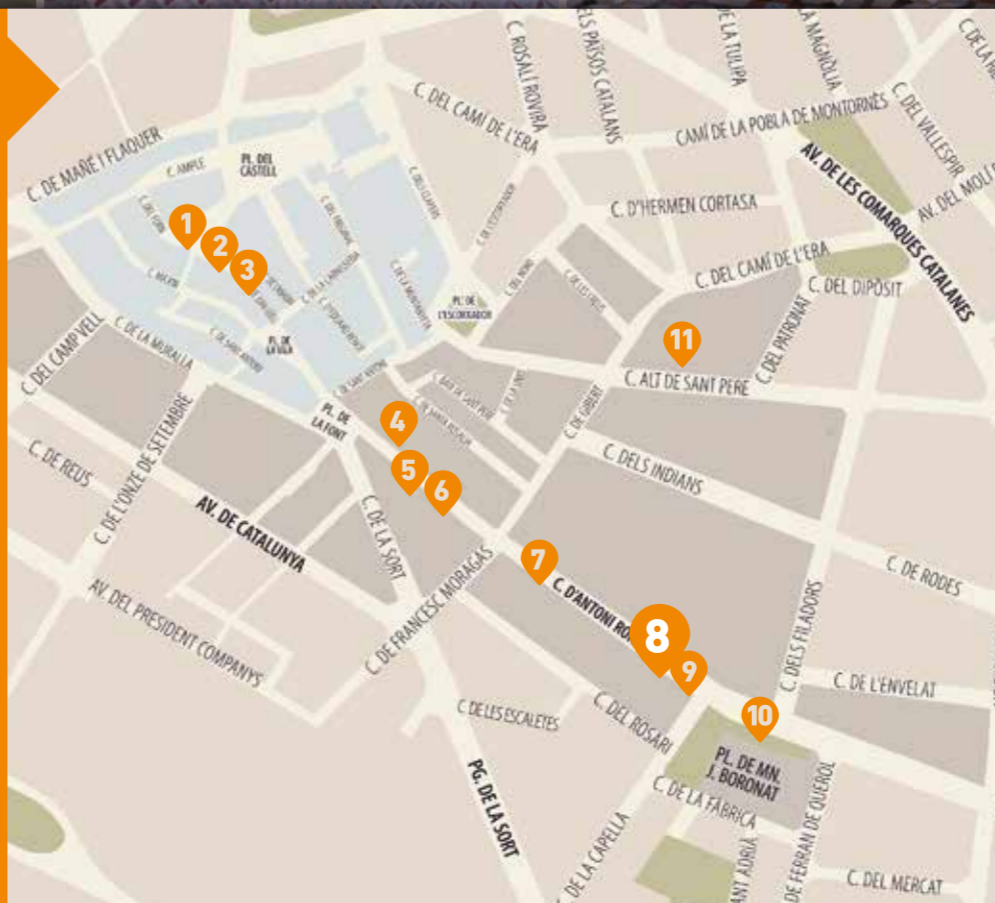 C. ROSALÍ ROVIRA
ELS PAÏSOS CATALANS
DE LA TULIPA
LA MAGNÒLIA
C. DEL VALLESPIR
C. DEL CAMÍ DE L'ERA
CAMÍ DE LA POBLA DE MONTORNÈS
AV. DE LES COMARQUES CATALANES
AV. DEL MOLÍ
C. DE MAÑÉ I FLAQUER
C. AMPLE
PL. DEL
CASTELL
C. D'HERMEN CORTASA
1
2
3
C. DEL CAMÍ DE L'ERA
C. DEL DIPÒSIT
C. DEL PATRONAT
C. DEL CAMP VELL
C. DE LA MURALLA
PL. DE
LA VILA
PL. DE
L'ESCORXADOR
11
C. ALT DE SANT PERE
C. DE GIBERT
C. DE SANT ANTONI
PL. DE
LA FONT
4
5
6
C. DELS INDIANS
C. DE REUS
C. DE L'ONZE DE SETEMBRE
AV. DE CATALUNYA
C. DE LA SORT
C. DE FRANCESC MORAGAS
7
C. D'ANTONI RO
8
9
10
C. DE RODES
C. DELS FILADORS
C. DE L'ENVELAT
AV. DEL PRESIDENT COMPANYS
C. DE LES ESCALETES
C. DEL ROSARI
PL. DE MN.
J. BORONAT
C. DE LA FÀBRICA
PG. DE LA SORT
DE LA CAPELLA
ANT ADRIÀ
DE FERRAN DE QUEROL
C. DEL MERCAT